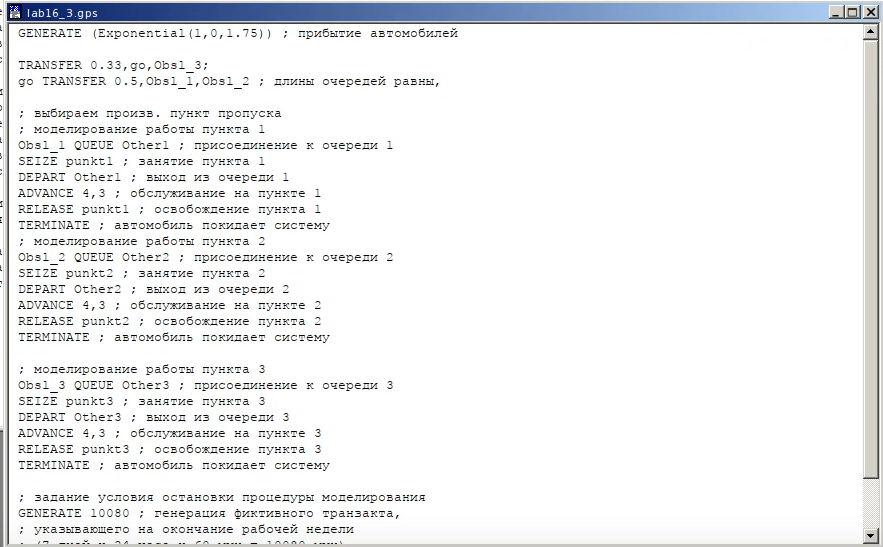 lab16_3.gps
GENERATE (Exponential(1,0,1.75)) ; прибытие автомобилей
TRANSFER 0.33,go,Obsl_3;
go TRANSFER 0.5,Obsl_1,Obsl_2 ; длины очередей равны,
; выбираем произв. пункт пропуска
; моделирование работы пункта 1
Obsl_1 QUEUE Other1 ; присоединение к очереди 1
SEIZE punkt1 ; занятие пункта 1
DEPART Other1 ; выход из очереди 1
ADVANCE 4,3 ; обслуживание на пункте 1
RELEASE punkt1 ; освобождение пункта 1
TERMINATE ; автомобиль покидает систему
; моделирование работы пункта 2
Obsl_2 QUEUE Other2 ; присоединение к очереди 2
SEIZE punkt2 ; занятие пункта 2
DEPART Other2 ; выход из очереди 2
ADVANCE 4,3 ; обслуживание на пункте 2
RELEASE punkt2 ; освобождение пункта 2
TERMINATE ; автомобиль покидает систему
; моделирование работы пункта 3
Obsl_3 QUEUE Other3 ; присоединение к очереди 3
SEIZE punkt3 ; занятие пункта 3
DEPART Other3 ; выход из очереди 3
ADVANCE 4,3 ; обслуживание на пункте 3
RELEASE punkt3 ; освобождение пункта 3
TERMINATE ; автомобиль покидает систему
; задание условия остановки процедуры моделирования
GENERATE 10080 ; генерация фиктивного транзакта,
; указывающего на окончание рабочей недели
; (7 дней x 24 часа x 60 мин = 10080 мин)